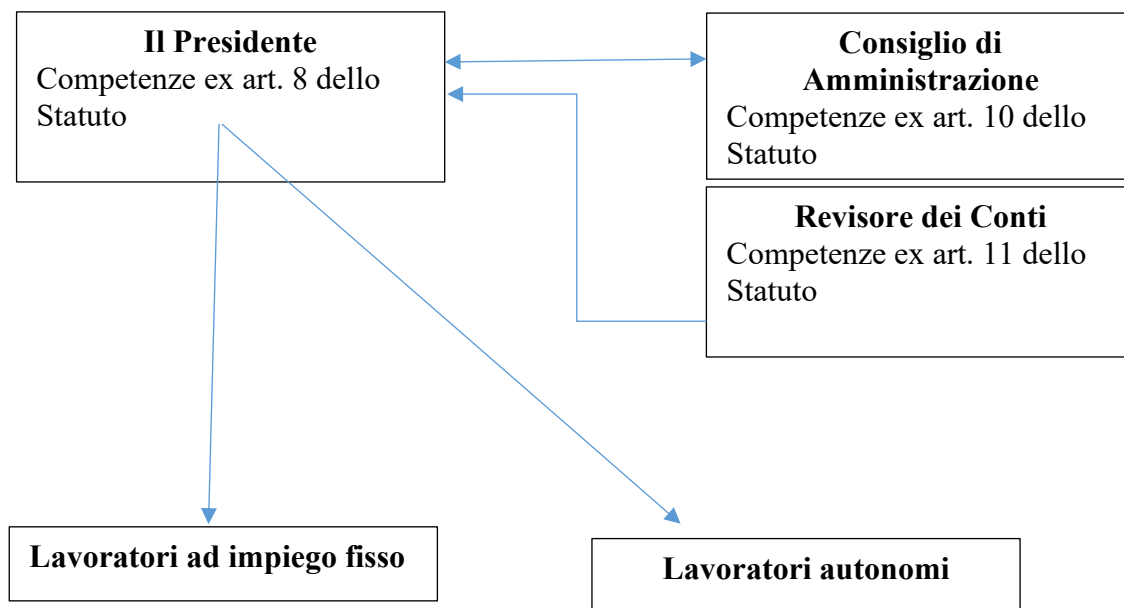 Il Presidente
Competenze ex art. 8 dello
Statuto
Consiglio di
Amministrazione
Competenze ex art. 10 dello
Statuto
Revisore dei Conti
Competenze ex art. 11 dello
Statuto
Lavoratori ad impiego fisso
Lavoratori autonomi